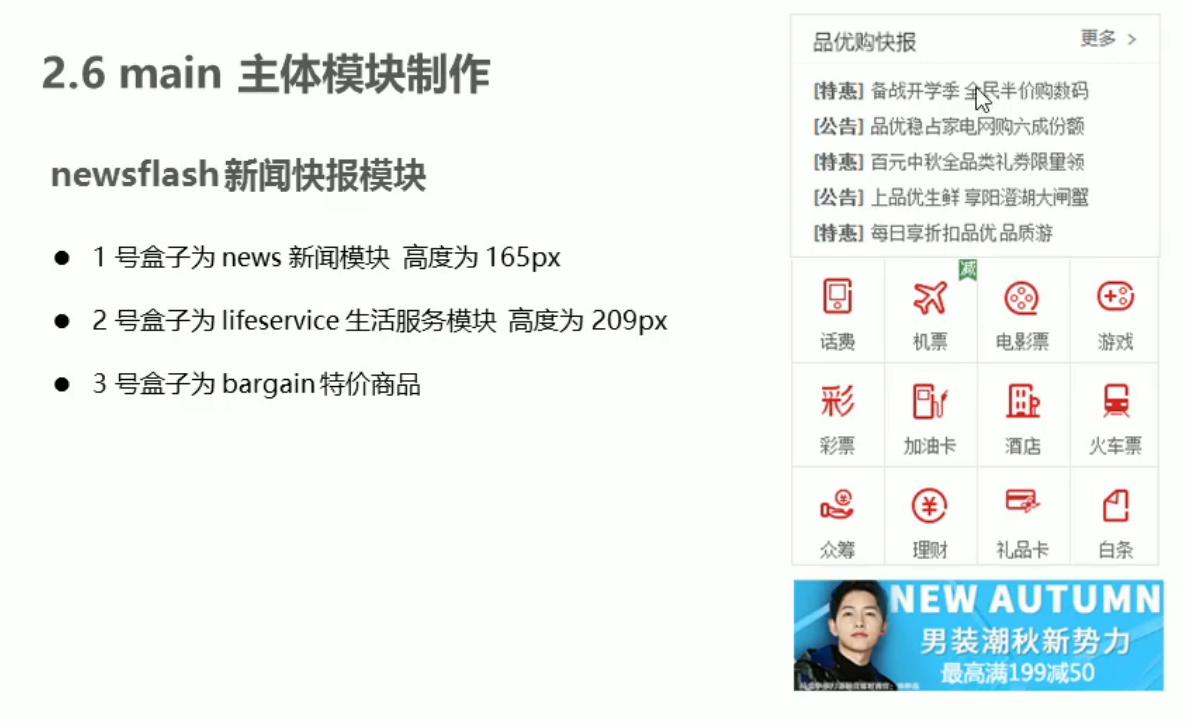 2.6 main 主体模块制作
newsflash新闻快报模块
● 1 号盒子为 news 新闻模块 高度为 165px
● 2 号盒子为 lifeservice 生活服务模块 高度为 209px
● 3 号盒子为 bargain 特价商品
品优购快报 更多 >
[特惠] 备战开学季 全民半价购数码
[公告] 品优稳占家电网购六成份额
[特惠] 百元中秋全品类礼券限量领
[公告] 上品优生鲜 享阳澄湖大闸蟹
[特惠] 每日享折扣品优品质游
减
话费 机票 电影票 游戏
彩
彩票 加油卡 酒店 火车票
众筹 理财 礼品卡 白条
NEW AUTUMN
男装潮秋新势力
最高满199减50